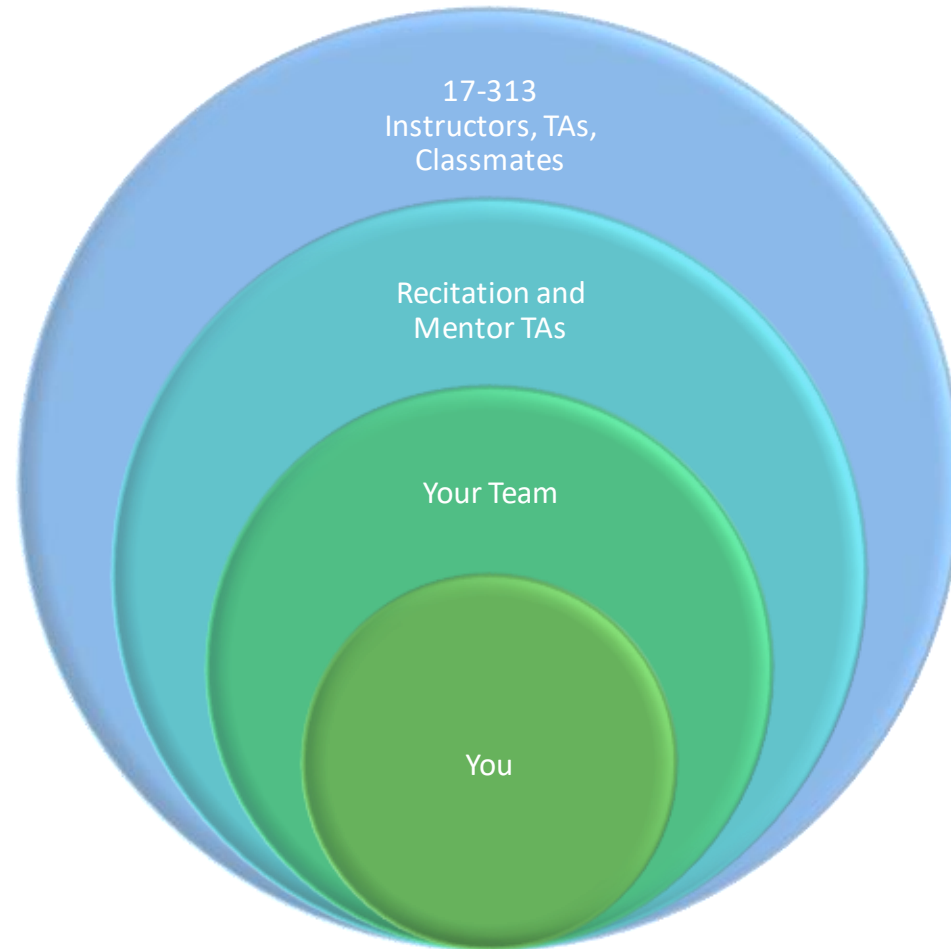 17-313
Instructors, TAs,
Classmates
Recitation and
Mentor TAs
Your Team
You